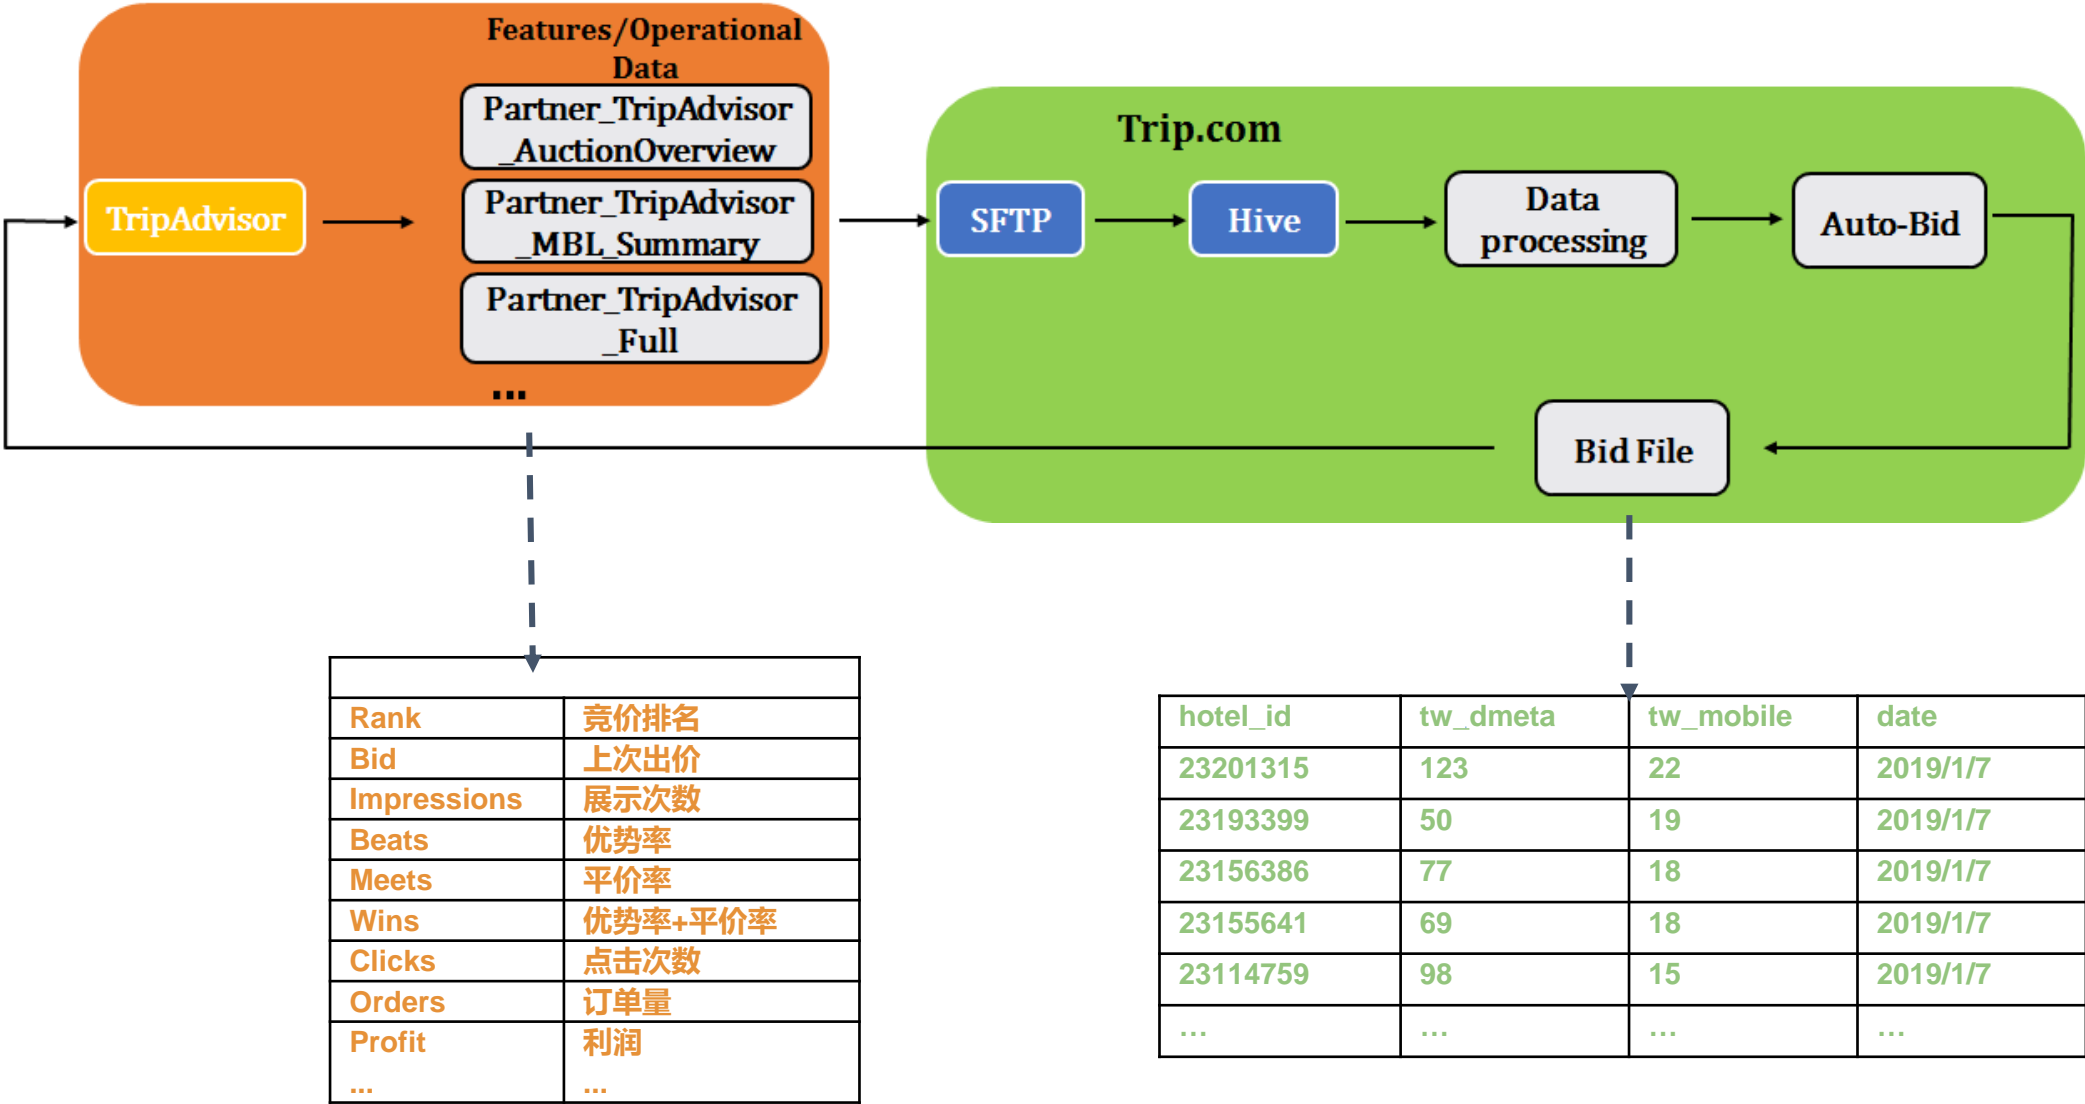 Features/Operational
Data
Partner_TripAdvisor
_AuctionOverview
TripAdvisor
Partner_TripAdvisor
_MBL_Summary
Partner_TripAdvisor
_Full
...
Trip.com
SFTP
Hive
Data
processing
Auto-Bid
Bid File
Rank 竞价排名
Bid 上次出价
Impressions 展示次数
Beats 优势率
Meets 平价率
Wins 优势率+平价率
Clicks 点击次数
Orders 订单量
Profit 利润
... ...
hotel_id tw_dmeta tw_mobile date
23201315 123 22 2019/1/7
23193399 50 19 2019/1/7
23156386 77 18 2019/1/7
23155641 69 18 2019/1/7
23114759 98 15 2019/1/7
... ... ... ...